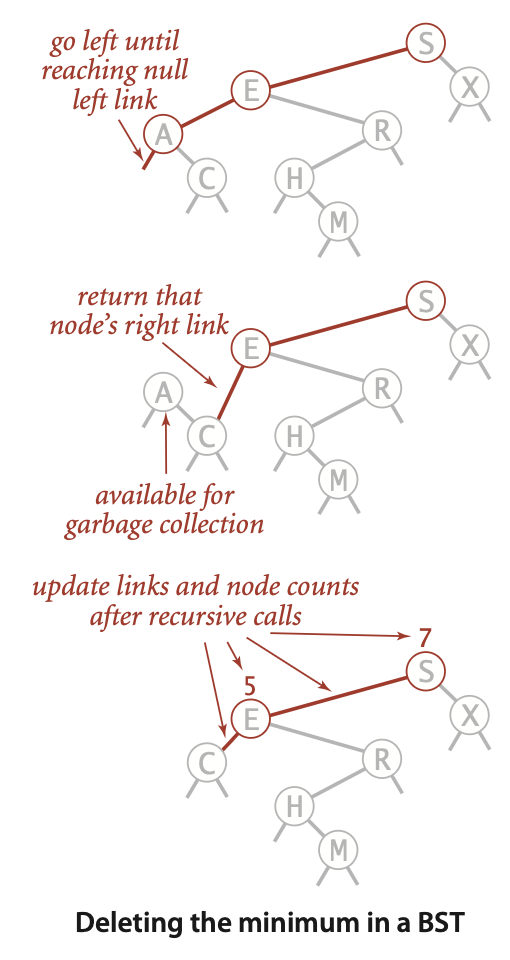 go left until
reaching null
left link
S
E
X
A
R
C
H
M
return that
node's right link
S
E
X
A
R
C
H
M
available for
garbage collection
update links and node counts
after recursive calls
7
S
5
E
X
C
R
H
M
Deleting the minimum in a BST